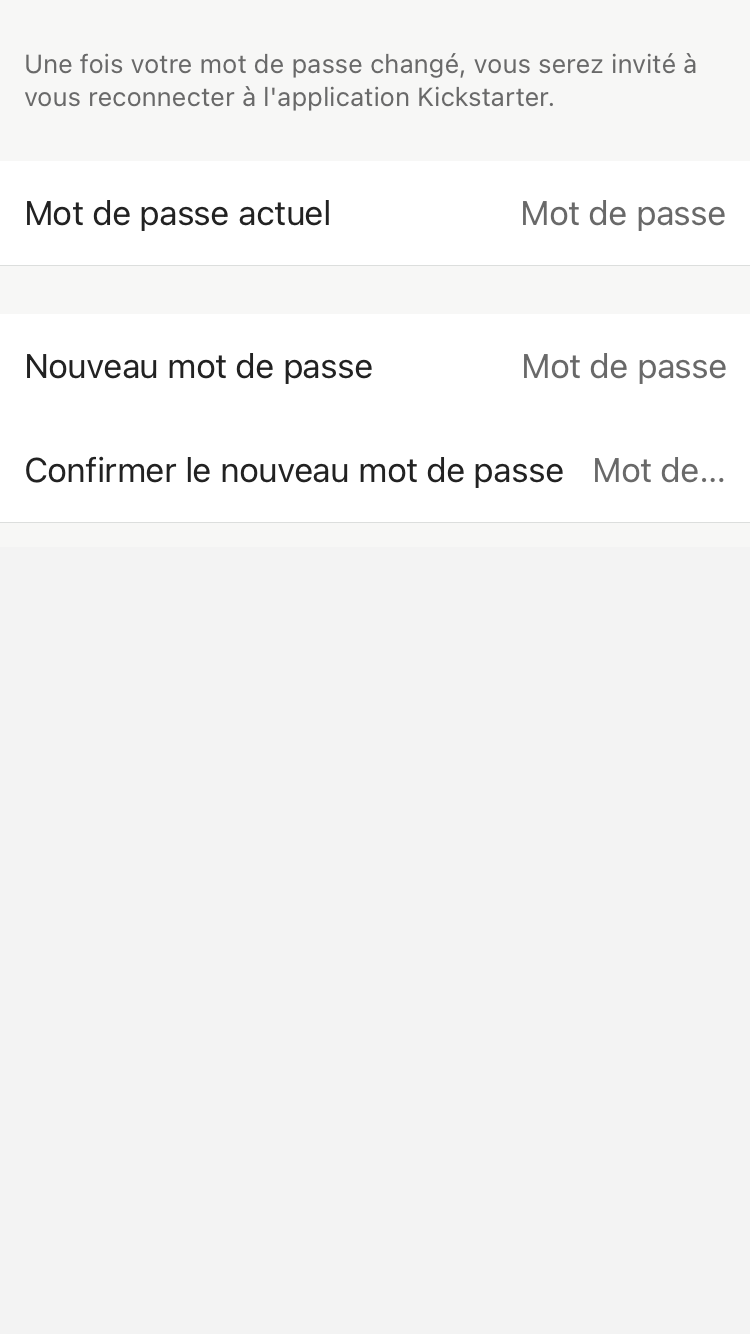 Une fois votre mot de passe changé, vous serez invité à
vous reconnecter à l'application Kickstarter.
Mot de passe actuel Mot de passe
Nouveau mot de passe Mot de passe
Confirmer le nouveau mot de passe Mot de...